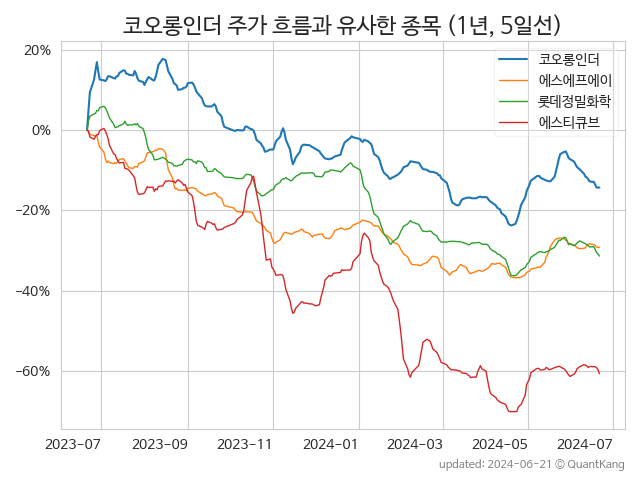 코오롱인더 주가 흐름과 유사한 종목 (1년, 5일선)
20%
0%
−20%
−40%
−60%
코오롱인더
에스에프에이
롯데정밀화학
에스티큐브
2023-07
2023-09
2023-11
2024-01
2024-03
2024-05
2024-07
updated: 2024-06-21 © QuantKang